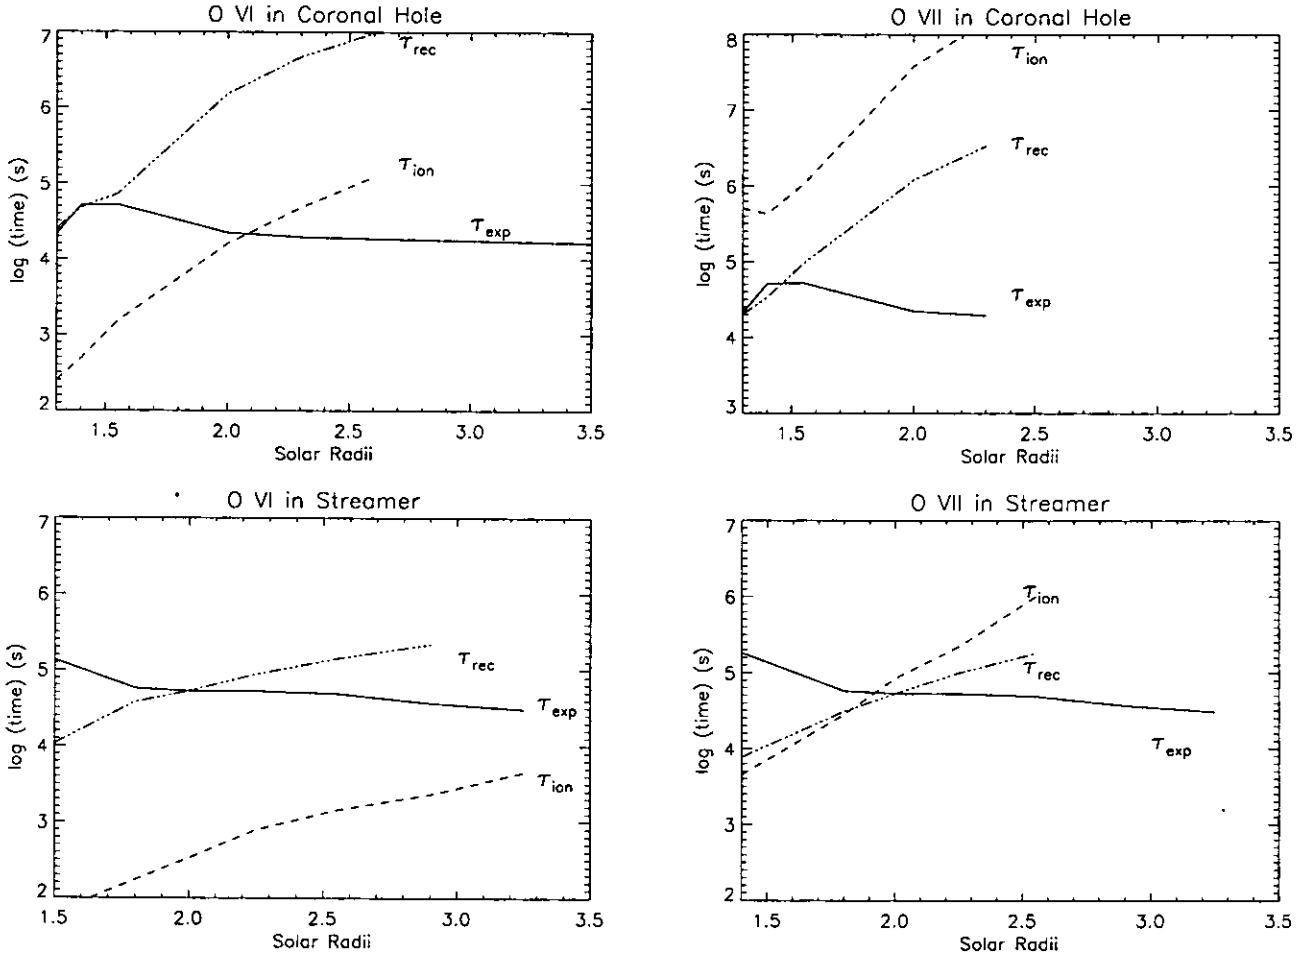 O VI in Coronal Hole
7
6
5
4
3
2
log (time) (s)
τrec
τion
τexp
1.5 2.0 2.5 3.0 3.5
Solar Radii
O VII in Coronal Hole
8
7
6
5
4
3
log (time) (s)
τion
τrec
τexp
1.5 2.0 2.5 3.0 3.5
Solar Radii
O VI in Streamer
7
6
5
4
3
2
log (time) (s)
τrec
τexp
τion
1.5 2.0 2.5 3.0 3.5
Solar Radii
O VII in Streamer
7
6
5
4
3
2
log (time) (s)
τion
τrec
τexp
1.5 2.0 2.5 3.0 3.5
Solar Radii